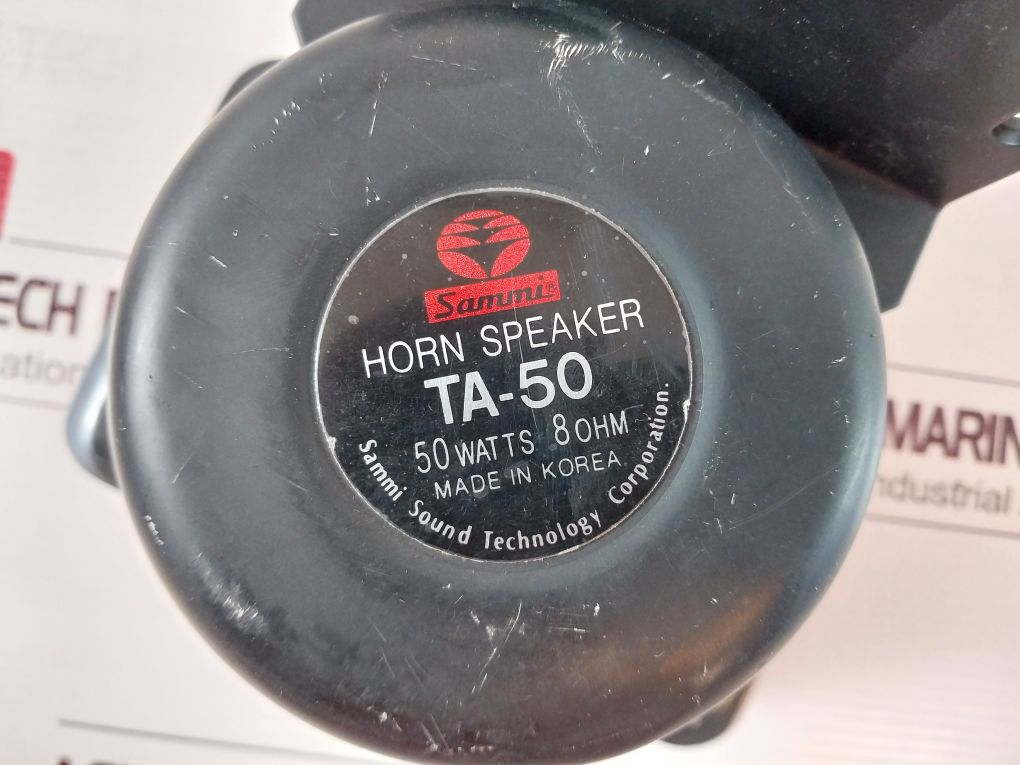 Sammi®
HORN SPEAKER
TA-50
50 WATTS 8 OHM
MADE IN KOREA
Sammi Sound Technology Corporation.
ECH
MARIN
ndustrial